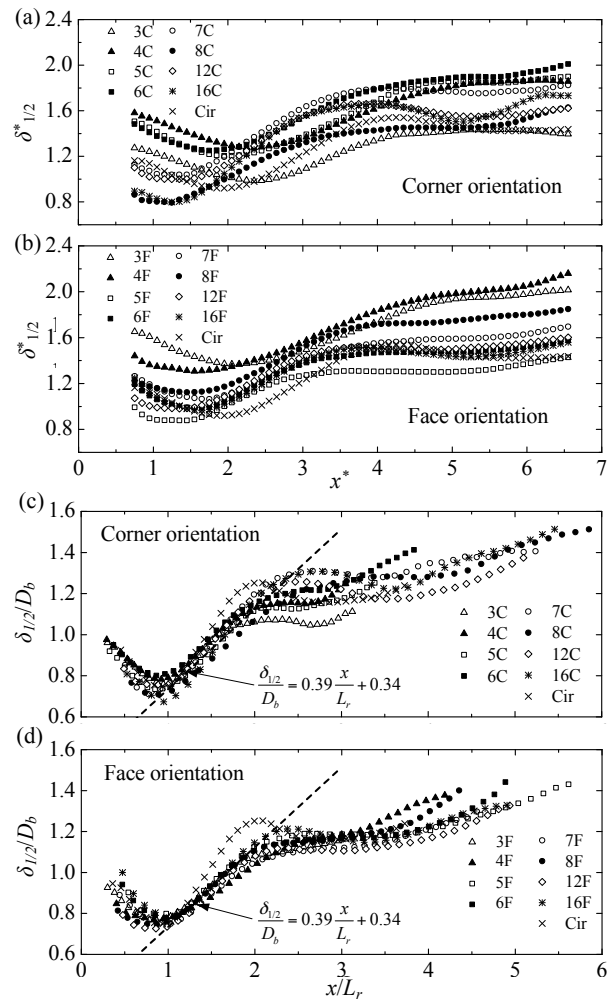 (a)
3C 7C
4C 8C
5C 12C
6C 16C
Cir
δ*1/2
2.4
2.0
1.6
1.2
0.8
Corner orientation
(b)
3F 7F
4F 8F
5F 12F
6F 16F
Cir
δ*1/2
2.4
2.0
1.6
1.2
0.8
Face orientation
0 1 2 3 4 5 6 7
x*
(c)
Corner orientation
δ1/2/Db
1.6
1.4
1.2
1.0
0.8
0.6
3C 7C
4C 8C
5C 12C
6C 16C
Cir
δ1/2/Db = 0.39 x/Lr + 0.34
(d)
Face orientation
δ1/2/Db
1.6
1.4
1.2
1.0
0.8
0.6
3F 7F
4F 8F
5F 12F
6F 16F
Cir
δ1/2/Db = 0.39 x/Lr + 0.34
0 1 2 3 4 5 6
x/Lr